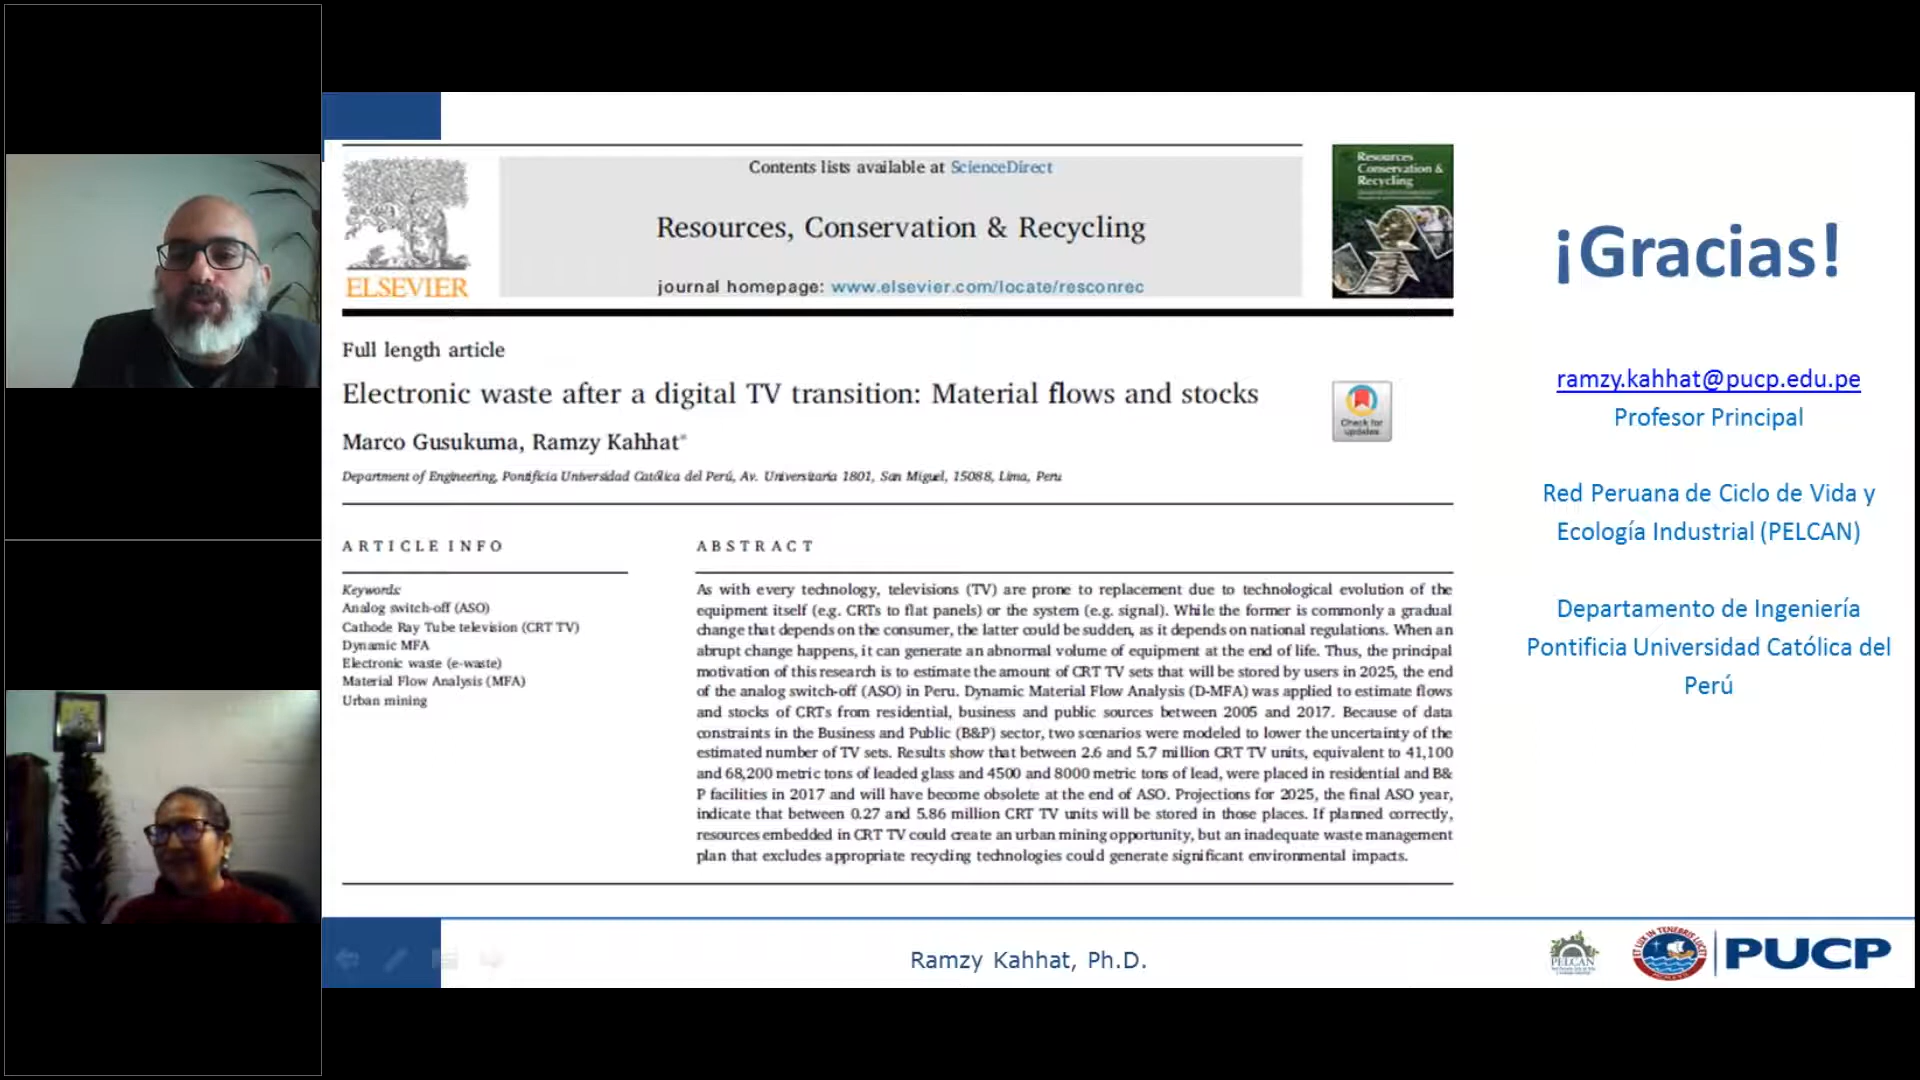 Contents lists available at ScienceDirect
Resources, Conservation & Recycling
journal homepage: www.elsevier.com/locate/resconrec
ELSEVIER
Resources
Conservation &
Recycling
Full length article
Electronic waste after a digital TV transition: Material flows and stocks
Check for
updates
Marco Gusukuma, Ramzy Kahhat*
Department of Engineering, Pontificia Universidad Católica del Perú, Av. Universitaria 1801, San Miguel, 15088, Lima, Peru
ARTICLE INFO
Keywords:
Analog switch-off (ASO)
Cathode Ray Tube television (CRT TV)
Dynamic MFA
Electronic waste (e-waste)
Material Flow Analysis (MFA)
Urban mining
ABSTRACT
As with every technology, televisions (TV) are prone to replacement due to technological evolution of the
equipment itself (e.g. CRTs to flat panels) or the system (e.g. signal). While the former is commonly a gradual
change that depends on the consumer, the latter could be sudden, as it depends on national regulations. When an
abrupt change happens, it can generate an abnormal volume of equipment at the end of life. Thus, the principal
motivation of this research is to estimate the amount of CRT TV sets that will be stored by users in 2025, the end
of the analog switch-off (ASO) in Peru. Dynamic Material Flow Analysis (D-MFA) was applied to estimate flows
and stocks of CRTs from residential, business and public sources between 2005 and 2017. Because of data
constraints in the Business and Public (B&P) sector, two scenarios were modeled to lower the uncertainty of the
estimated number of TV sets. Results show that between 2.6 and 5.7 million CRT TV units, equivalent to 41,100
and 68,200 metric tons of leaded glass and 4500 and 8000 metric tons of lead, were placed in residential and B&
P facilities in 2017 and will have become obsolete at the end of ASO. Projections for 2025, the final ASO year,
indicate that between 0.27 and 5.86 million CRT TV units will be stored in those places. If planned correctly,
resources embedded in CRT TV could create an urban mining opportunity, but an inadequate waste management
plan that excludes appropriate recycling technologies could generate significant environmental impacts.
¡Gracias!
ramzy.kahhat@pucp.edu.pe
Profesor Principal
Red Peruana de Ciclo de Vida y
Ecología Industrial (PELCAN)
Departamento de Ingeniería
Pontificia Universidad Católica del
Perú
Ramzy Kahhat, Ph.D.
PELCAN
ET LUX IN TENEBRIS LUCET
PUCP